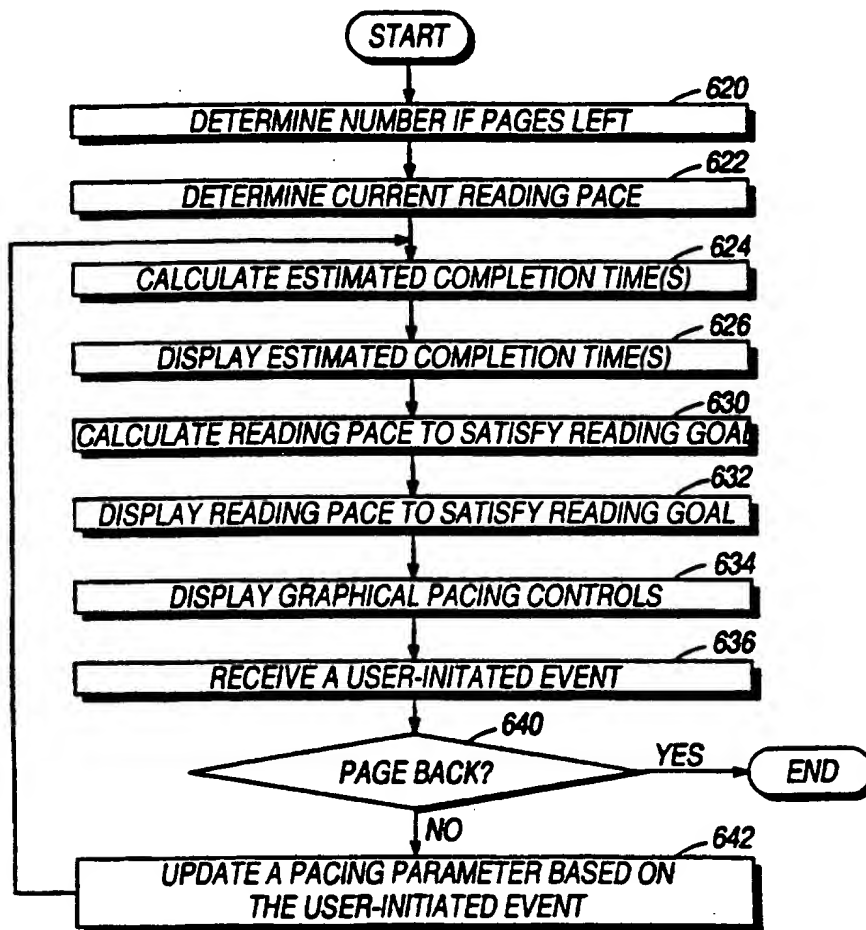 START
620
DETERMINE NUMBER IF PAGES LEFT
622
DETERMINE CURRENT READING PACE
624
CALCULATE ESTIMATED COMPLETION TIME(S)
626
DISPLAY ESTIMATED COMPLETION TIME(S)
630
CALCULATE READING PACE TO SATISFY READING GOAL
632
DISPLAY READING PACE TO SATISFY READING GOAL
634
DISPLAY GRAPHICAL PACING CONTROLS
636
RECEIVE A USER-INITATED EVENT
640
PAGE BACK?
YES
END
NO
642
UPDATE A PACING PARAMETER BASED ON
THE USER-INITIATED EVENT